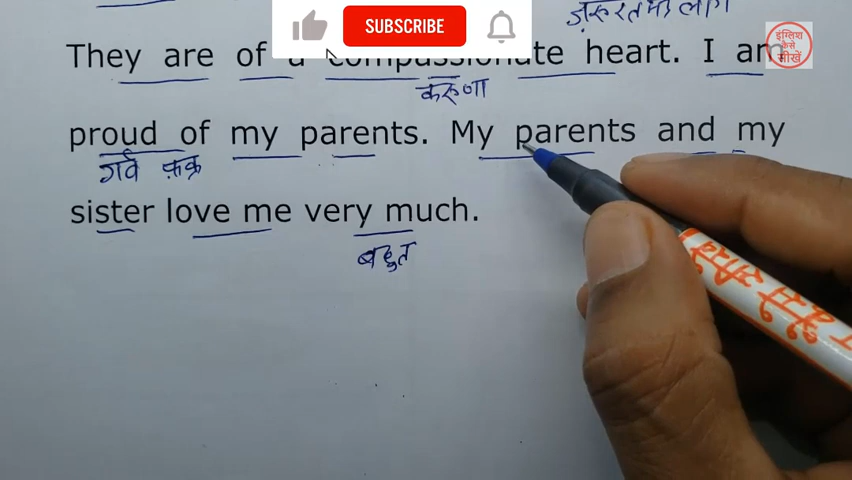 SUBSCRIBE
ज़रूरतमंद लोग
इंग्लिश
कैसे
सीखें
They are of a compassionate heart. I am
करुणा
proud of my parents. My parents and my
गर्व फ़क्र
sister love me very much.
बहुत